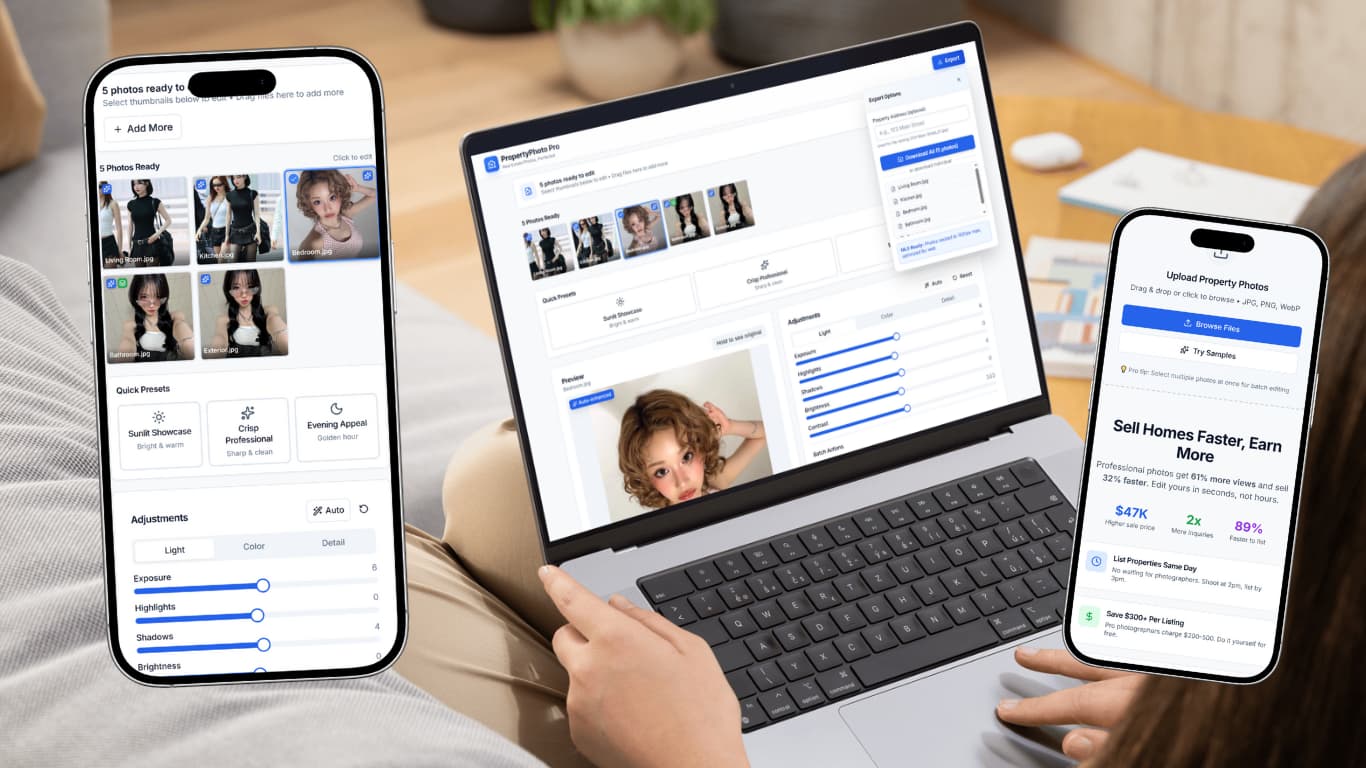 5 photos ready to
Select thumbnails below to edit • Drag files here to add more
+ Add More
5 Photos Ready
Click to edit
Living Room.jpg
Kitchen.jpg
Bedroom.jpg
Bathroom.jpg
Exterior.jpg
Quick Presets
Sunlit Showcase
Bright & warm
Crisp
Professional
Sharp & clean
Evening Appeal
Golden hour
Adjustments
Auto
Light
Color
Detail
Exposure
6
Highlights
0
Shadows
4
Brightness
0
Export
PropertyPhoto Pro
Real Estate Photos, Perfected
5 photos ready to edit
Select thumbnails below to edit • Drag files here to add more
5 Photos Ready
Export Options
Property Address (optional)
e.g., 123 Main Street
Download All (5 photos)
Living Room.jpg
Kitchen.jpg
Bedroom.jpg
Bathroom.jpg
Quick Presets
Sunlit Showcase
Bright & warm
Crisp Professional
Sharp & clean
Auto
Reset
Preview
Bedroom.jpg
Hold to see original
Auto-enhanced
Adjustments
Light
Color
Detail
Exposure
Highlights
Shadows
Brightness
Contrast
Batch Actions
Q W E R T Z U I O P
A S D F G H J K L
Y X C V B N M
fn
control
option
command
command
option
Upload Property Photos
Drag & drop or click to browse • JPG, PNG, WebP
Browse Files
Try Samples
Pro tip: Select multiple photos at once for batch editing
Sell Homes Faster, Earn
More
Professional photos get 61% more views and sell
32% faster. Edit yours in seconds, not hours.
$47K
Higher sale price
2x
More inquiries
89%
Faster to list
List Properties Same Day
No waiting for photographers. Shoot at 2pm, list by
3pm.
Save $300+ Per Listing
Pro photographers charge $200-500. Do it yourself for
free.